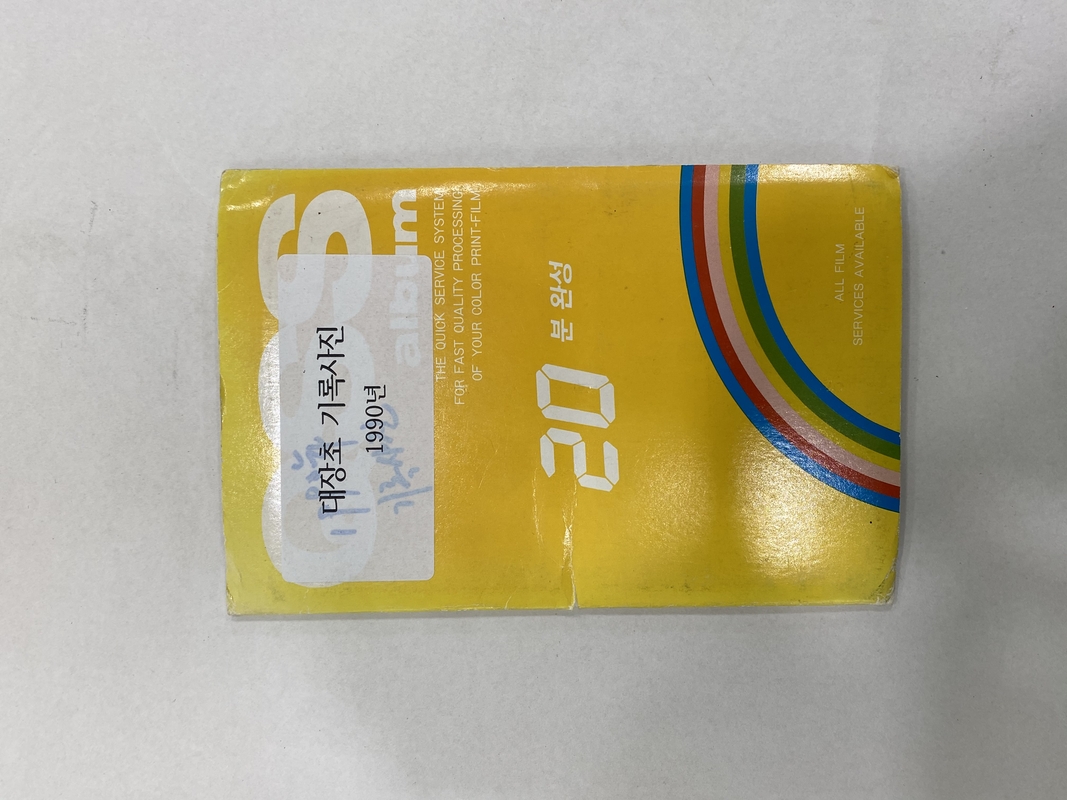 album
대장초 기록사진
1990년
THE QUICK SERVICE SYSTEM
FOR FAST QUALITY PROCESSING
OF YOUR COLOR PRINT-FILM
20 분 완성
ALL FILM
SERVICES AVAILABLE